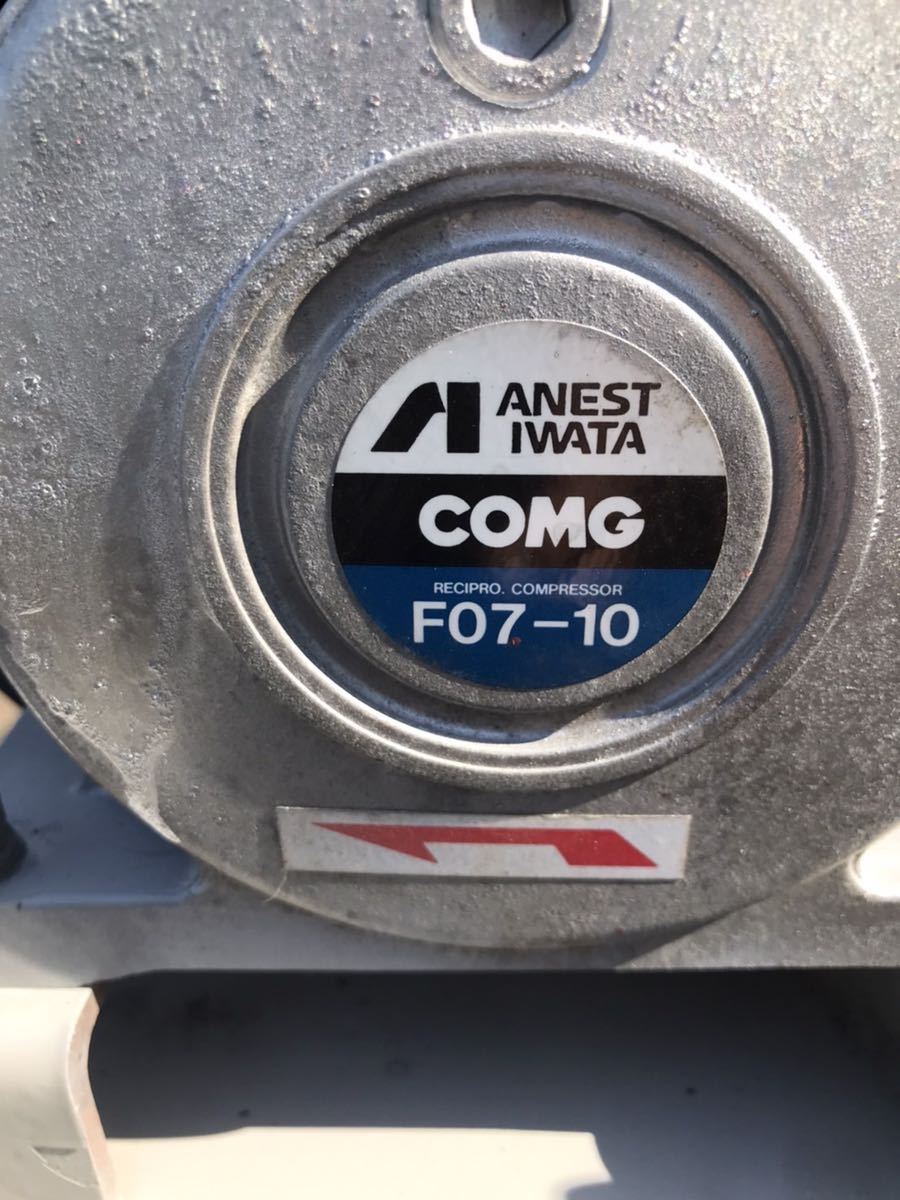 ANEST
IWATA
COMG
RECIPRO. COMPRESSOR
F07-10